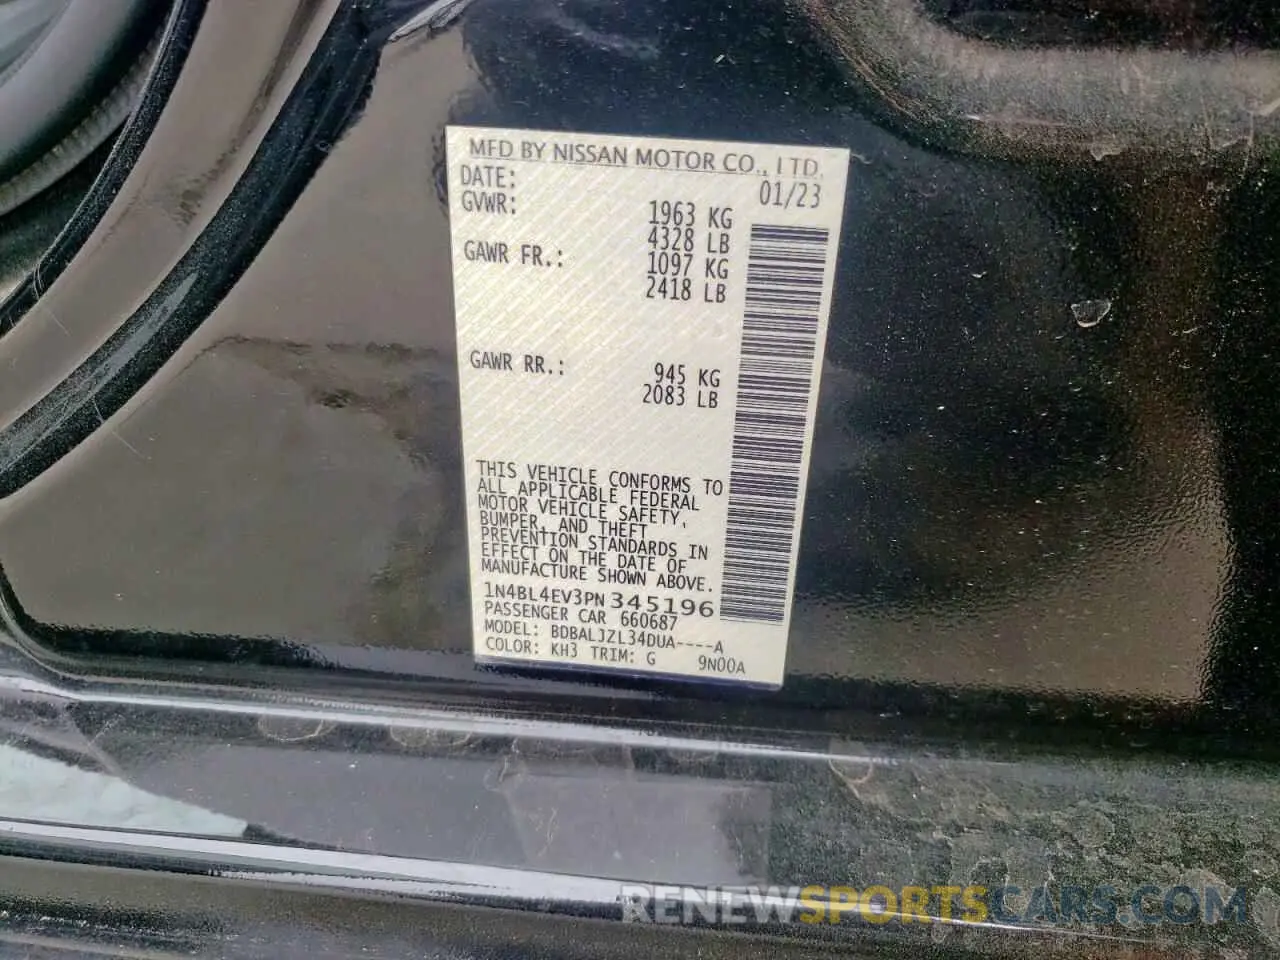 MFD BY NISSAN MOTOR CO., LTD.
DATE: 01/23
GVWR: 1963 KG
4328 LB
GAWR FR.: 1097 KG
2418 LB
GAWR RR.: 945 KG
2083 LB
THIS VEHICLE CONFORMS TO
ALL APPLICABLE FEDERAL
MOTOR VEHICLE SAFETY,
BUMPER, AND THEFT
PREVENTION STANDARDS IN
EFFECT ON THE DATE OF
MANUFACTURE SHOWN ABOVE.
1N4BL4EV3PN345196
PASSENGER CAR 660687
MODEL: BDBALJZL34DUA----A
COLOR: KH3 TRIM: G 9N00A
RENEWSPORTSCARS.COM